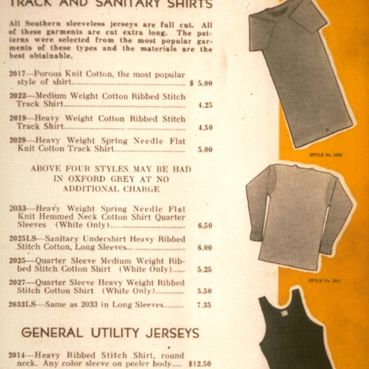 TRACK AND SANITARY SHIRTS
All Southern sleeveless jerseys are full cut. All
of these garments are cut extra long. The pat-
terns were selected from the most popular gar-
ments of these types and the materials are the
best obtainable.
2017—Porous Knit Cotton, the most popular
style of shirt........................ $ 5.00
2022—Medium Weight Cotton Ribbed Stitch
Track Shirt........................ 4.25
2019—Heavy Weight Cotton Ribbed Stitch
Track Shirt........................ 4.50
2029—Heavy Weight Spring Needle Flat
Knit Cotton Track Shirt................ 5.00
ABOVE FOUR STYLES MAY BE HAD
IN OXFORD GREY AT NO
ADDITIONAL CHARGE
2033—Heavy Weight Spring Needle Flat
Knit Hemmed Neck Cotton Shirt Quarter
Sleeves (White Only)................ 6.50
2025LS—Sanitary Undershirt Heavy Ribbed
Stitch Cotton, Long Sleeves........ 6.00
2025—Quarter Sleeve Medium Weight Rib-
bed Stitch Cotton Shirt (White Only)..... 5.25
2027—Quarter Sleeve Heavy Weight Ribbed
Stitch Cotton Shirt (White Only)...... 5.50
2033LS—Same as 2033 in Long Sleeves...... 7.35
GENERAL UTILITY JERSEYS
2014—Heavy Ribbed Stitch Shirt, round
neck. Any color sleeve on peeler body.... $12.50
STYLE No.
STYLE No. 2014